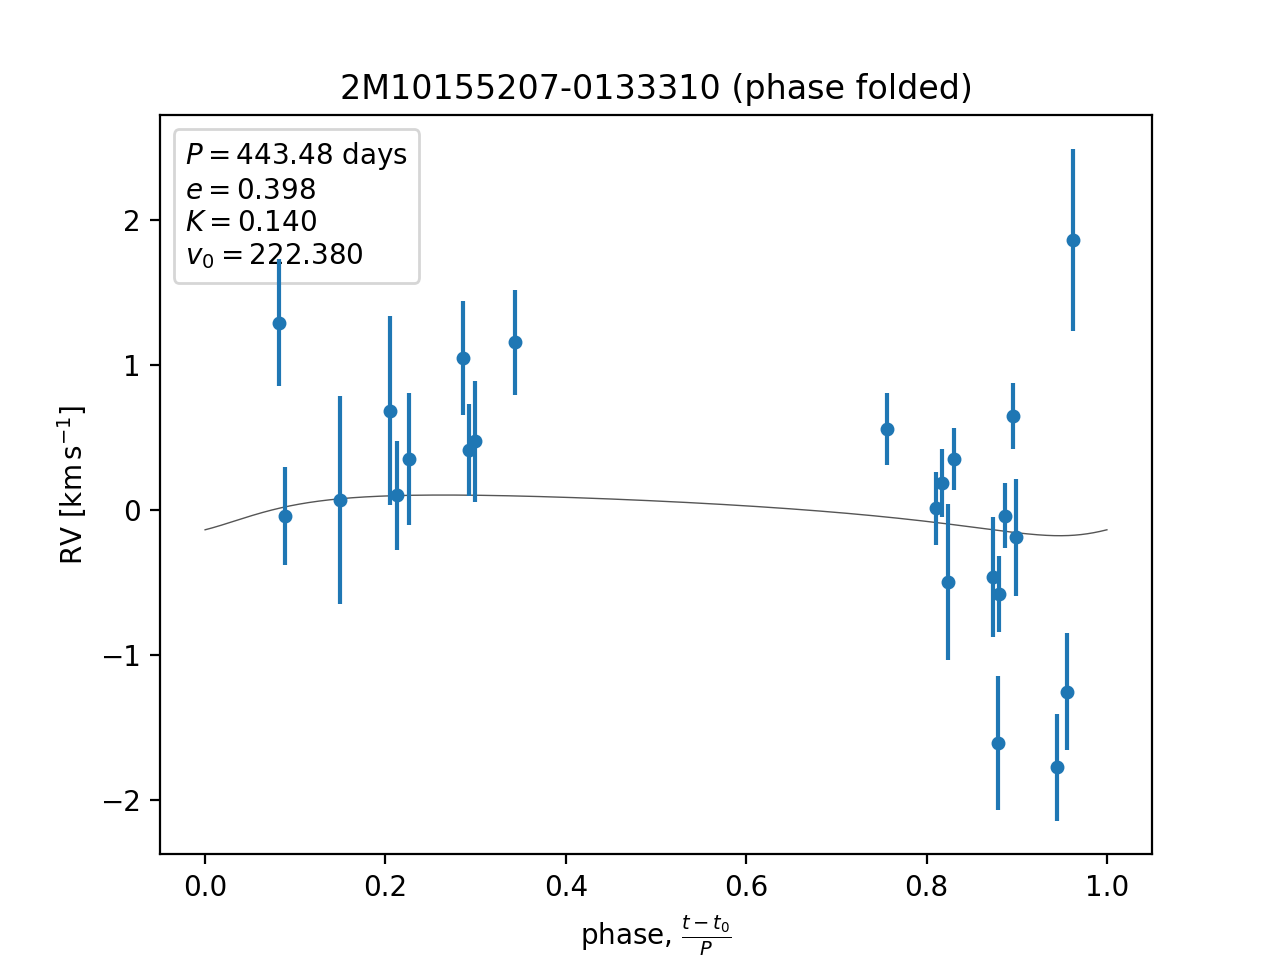 2M10155207-0133310 (phase folded)
P = 443.48 days
e = 0.398
K = 0.140
v₀ = 222.380
RV [km s⁻¹]
2
1
0
−1
−2
0.0 0.2 0.4 0.6 0.8 1.0
phase, (t − t₀)/P